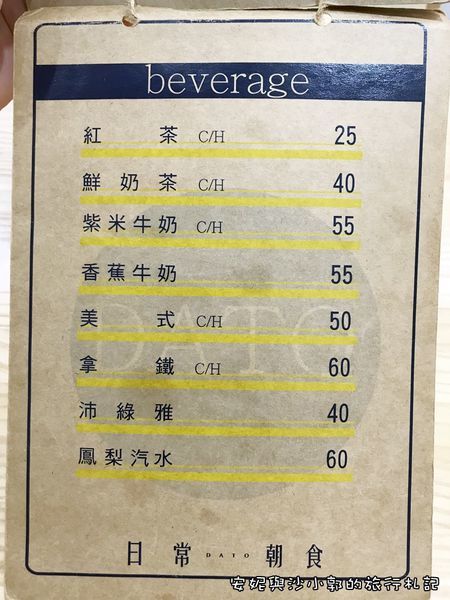 beverage
紅茶 C/H 25
鮮奶茶 C/H 40
紫米牛奶 C/H 55
香蕉牛奶 55
美式 C/H 50
拿鐵 C/H 60
沛綠雅 40
鳳梨汽水 60
DATO
日常 DATO 朝食
安妮與沙小郭的旅行札記